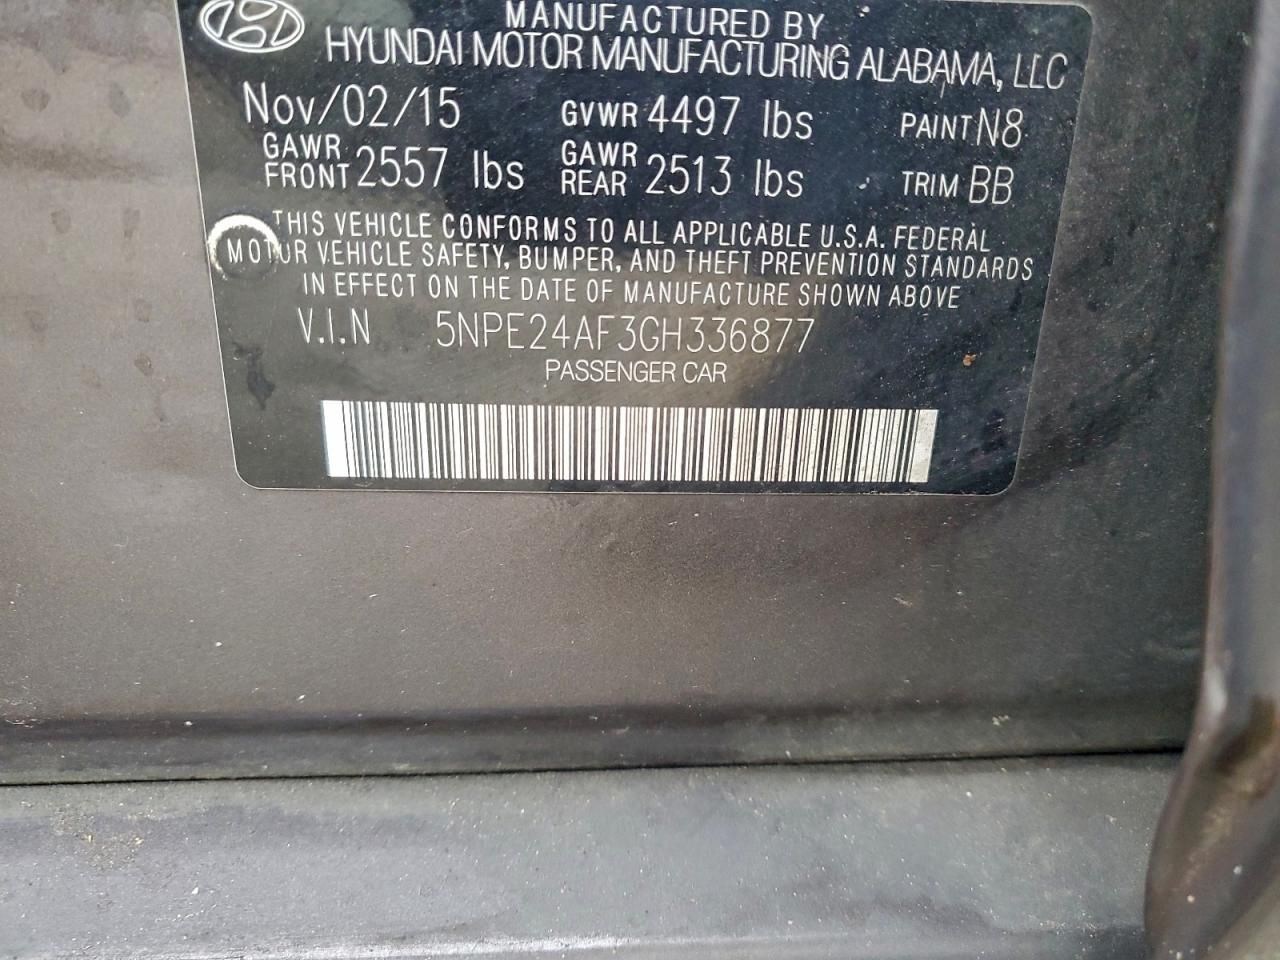 MANUFACTURED BY
HYUNDAI MOTOR MANUFACTURING ALABAMA, LLC
Nov/02/15 GVWR 4497 lbs PAINT N8
GAWR FRONT 2557 lbs GAWR REAR 2513 lbs TRIM BB
THIS VEHICLE CONFORMS TO ALL APPLICABLE U.S.A. FEDERAL
MOTOR VEHICLE SAFETY, BUMPER, AND THEFT PREVENTION STANDARDS
IN EFFECT ON THE DATE OF MANUFACTURE SHOWN ABOVE
V.I.N 5NPE24AF3GH336877
PASSENGER CAR